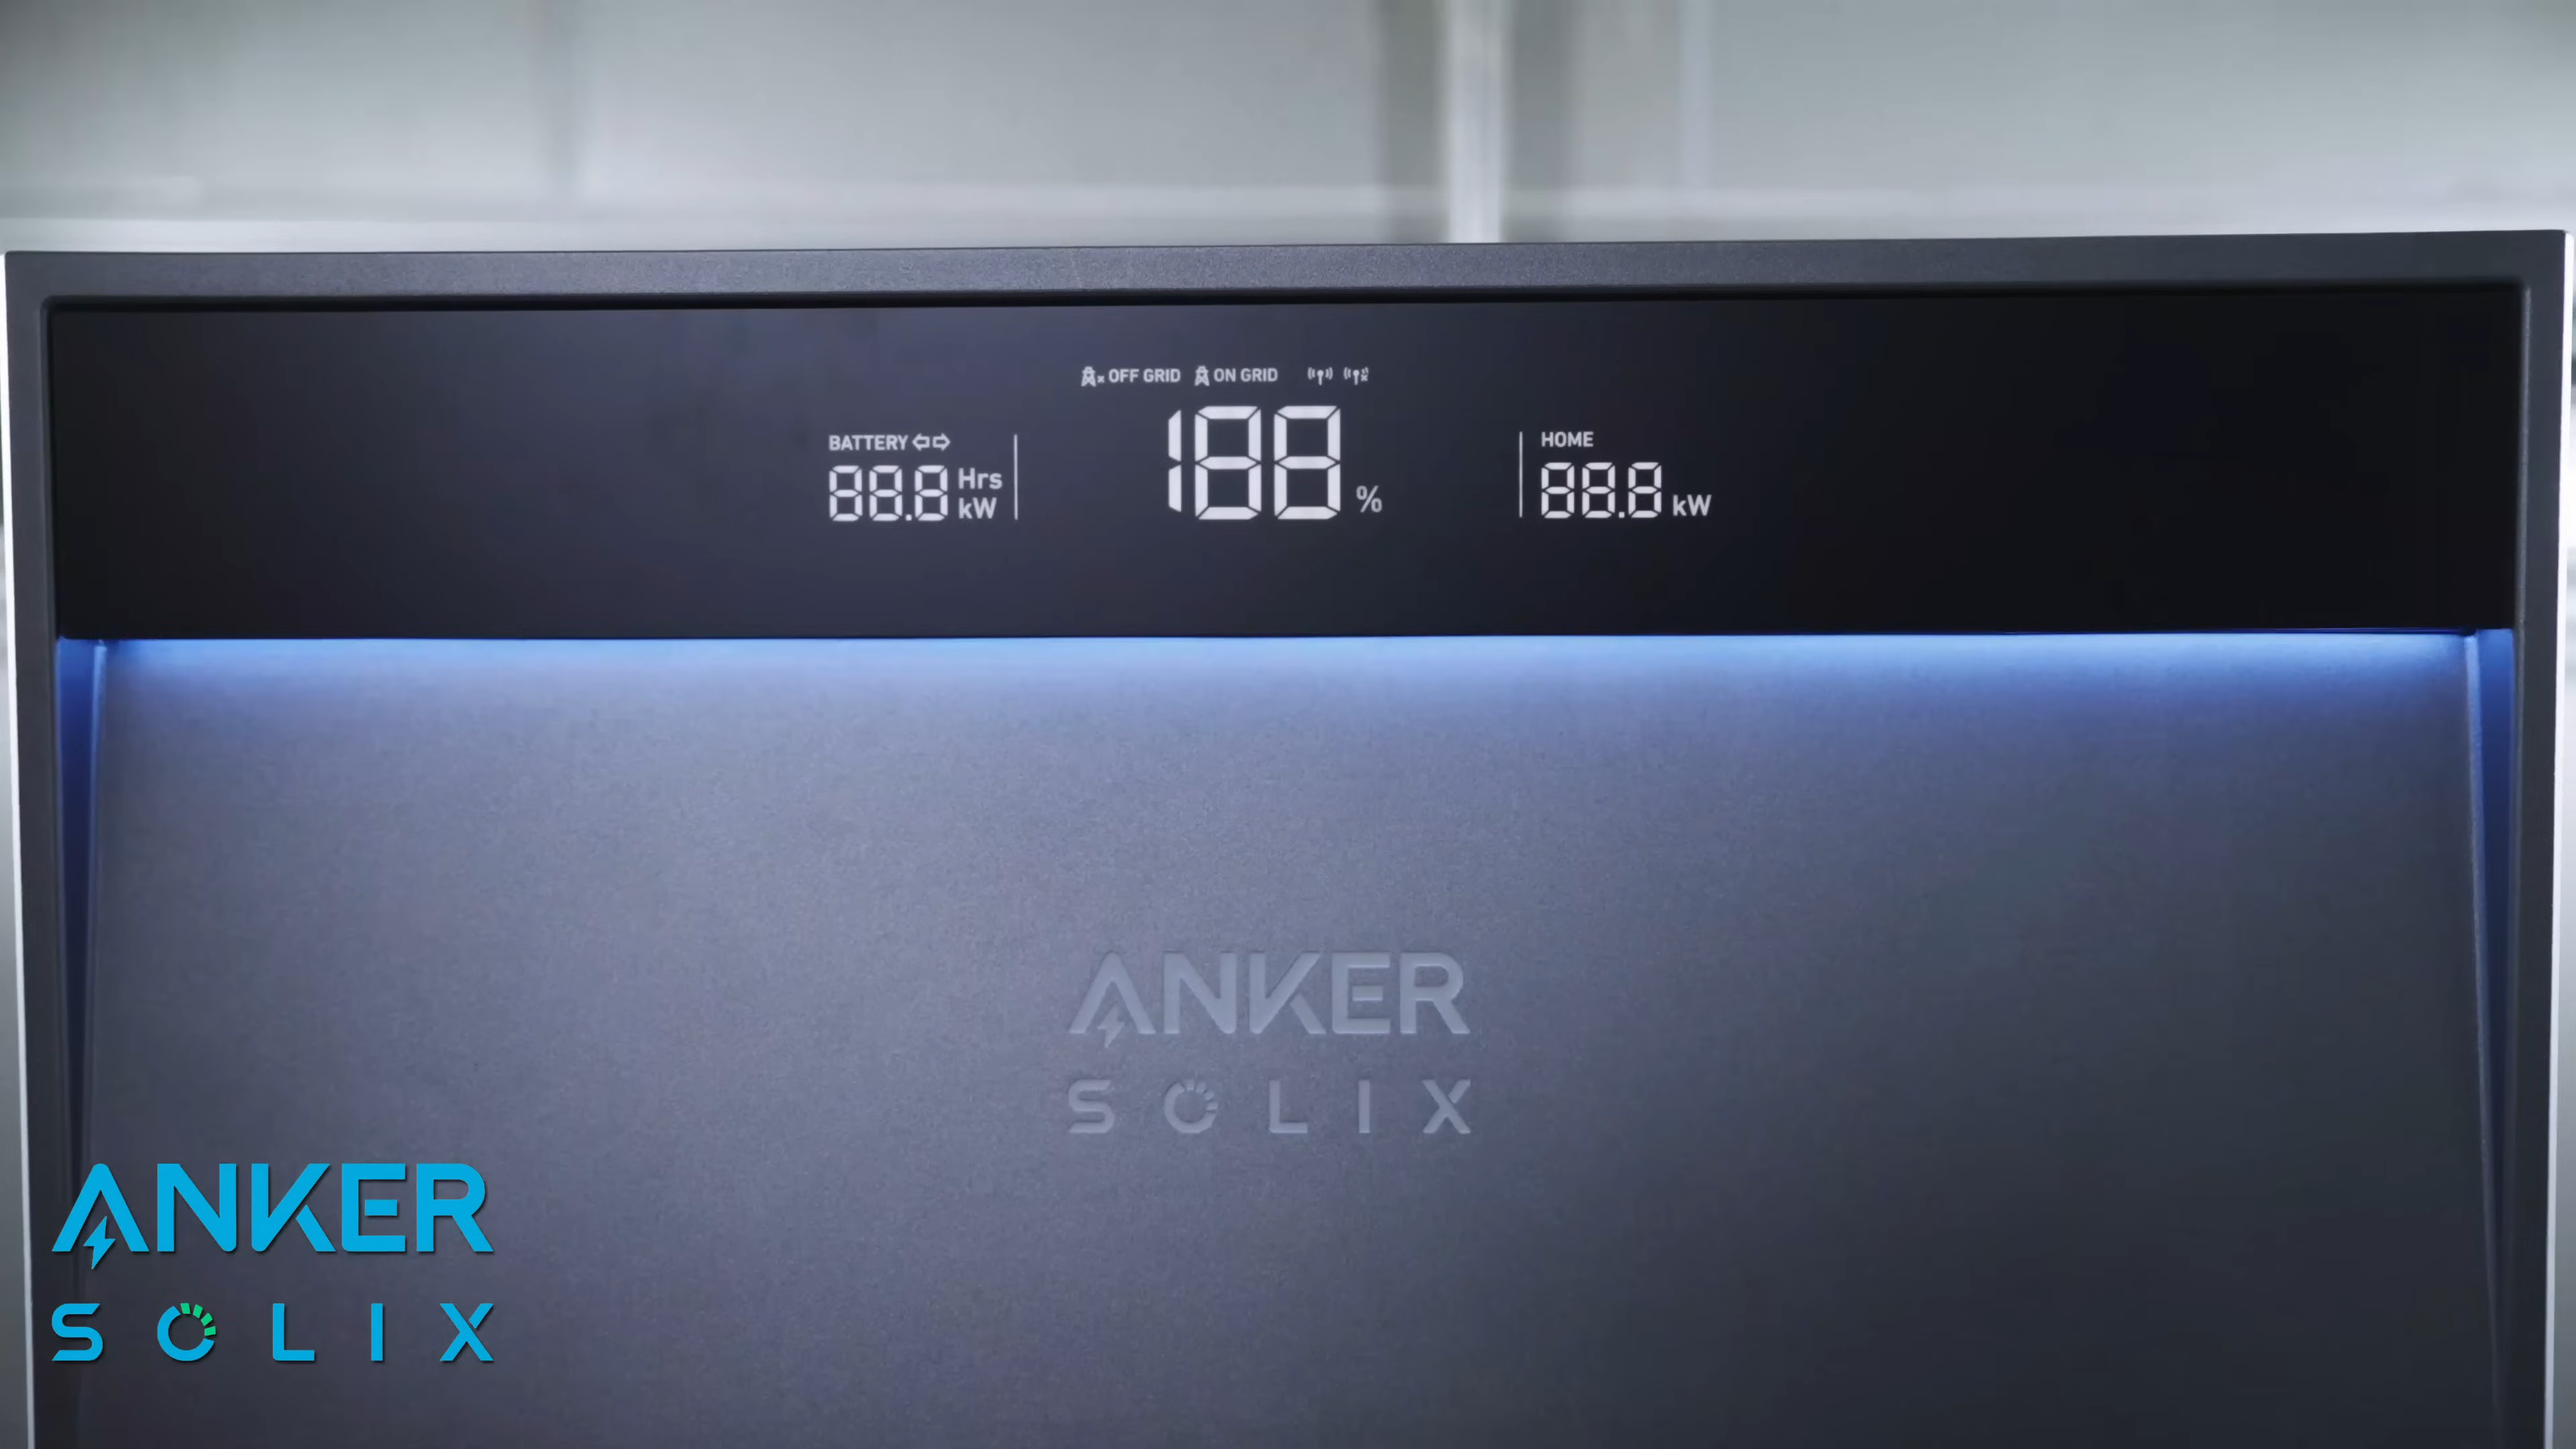 OFF GRID ON GRID
BATTERY
88.8 Hrs kW
188 %
HOME
88.8 kW
ANKER
SOLIX
ANKER
SOLIX